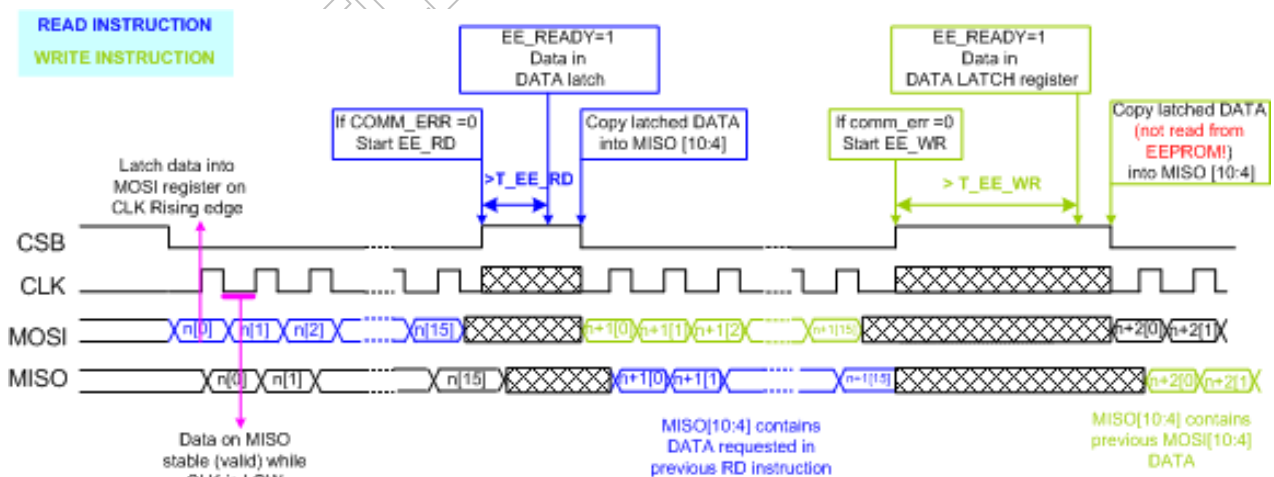 READ INSTRUCTION
WRITE INSTRUCTION
EE_READY=1
Data in
DATA latch
EE_READY=1
Data in
DATA LATCH register
If COMM_ERR =0
Start EE_RD
Copy latched DATA
into MISO [10:4]
If comm_err =0
Start EE_WR
Copy latched DATA
(not read from
EEPROM!)
into MISO [10:4]
Latch data into
MOSI register on
CLK Rising edge
>T_EE_RD
> T_EE_WR
CSB
CLK
MOSI
n[0] n[1] n[2] n[15] n+1[0] n+1[1] n+1[2] n+1[15] n+2[0] n+2[1]
MISO
n[0] n[1] n[15] n+1[0] n+1[1] n+1[15] n+2[0] n+2[1]
Data on MISO
stable (valid) while
MISO[10:4] contains
DATA requested in
previous RD instruction
MISO[10:4] contains
previous MOSI[10:4]
DATA